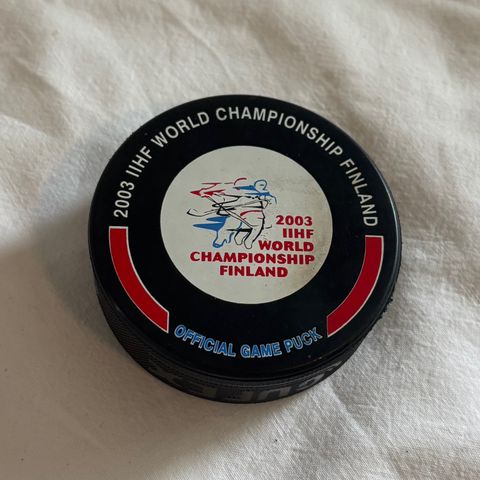 2003 IIHF WORLD CHAMPIONSHIP FINLAND
2003
IIHF
WORLD
CHAMPIONSHIP
FINLAND
OFFICIAL GAME PUCK